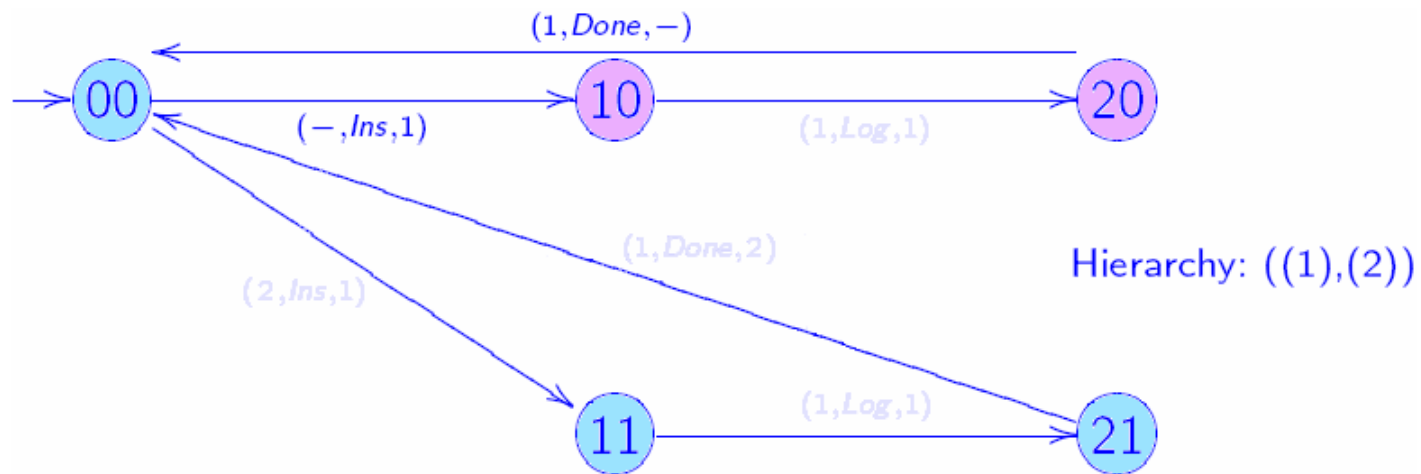 (1,Done,−)
00
10
20
(−,Ins,1)
(1,Log,1)
(1,Done,2)
Hierarchy: ((1),(2))
(2,Ins,1)
(1,Log,1)
11
21